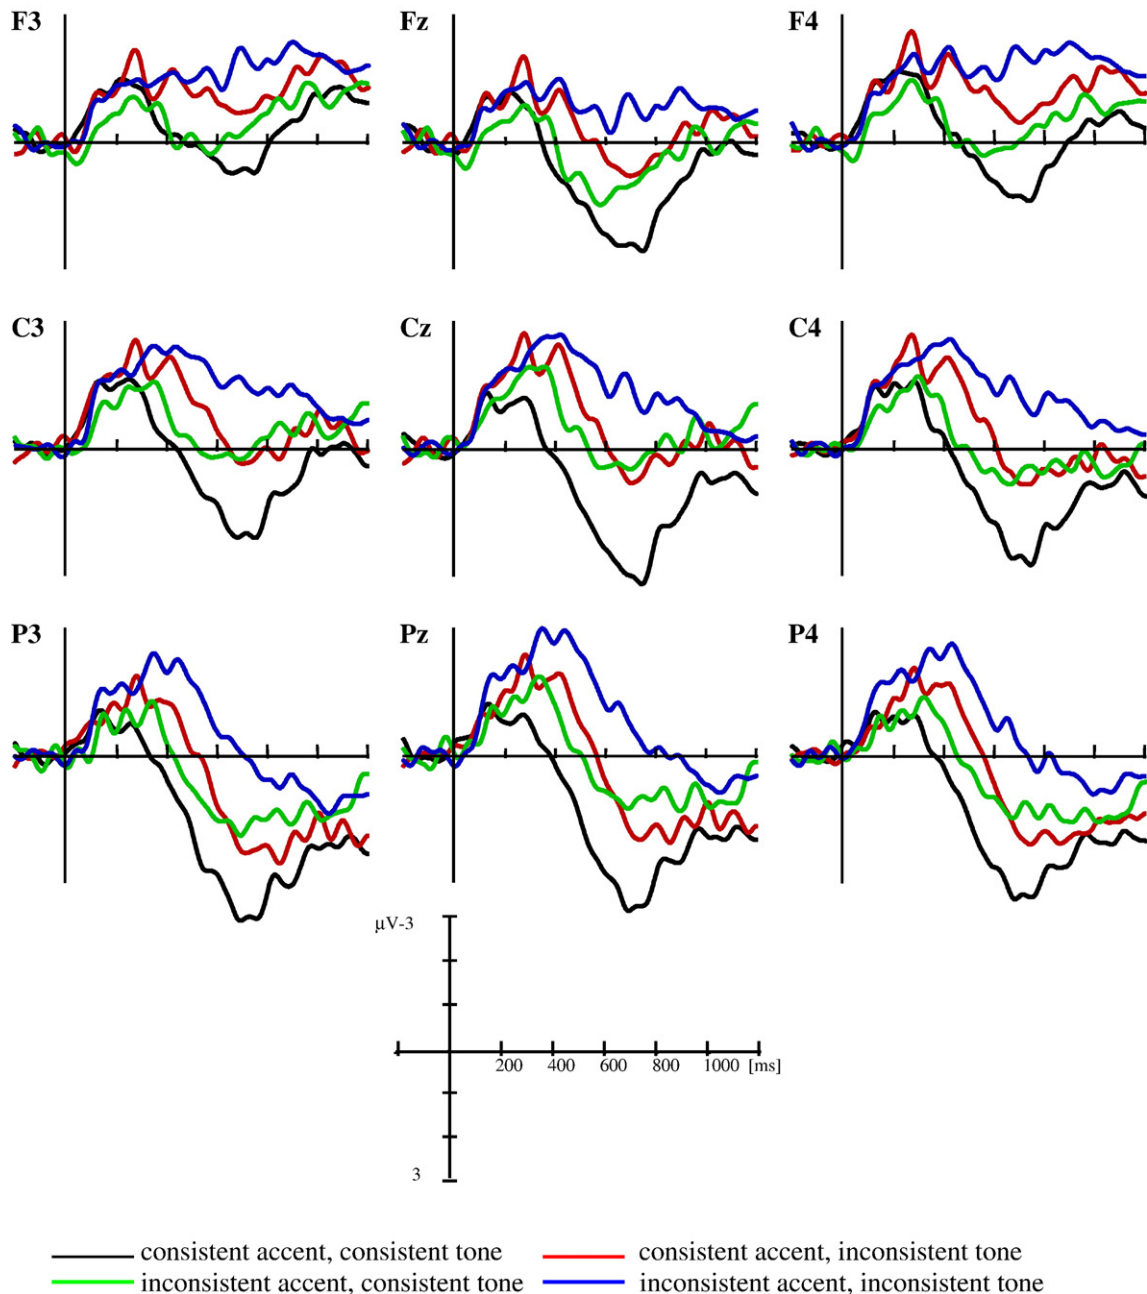 F3 Fz F4
C3 Cz C4
P3 Pz P4
µV-3
200 400 600 800 1000 [ms]
3
consistent accent, consistent tone consistent accent, inconsistent tone
inconsistent accent, consistent tone inconsistent accent, inconsistent tone